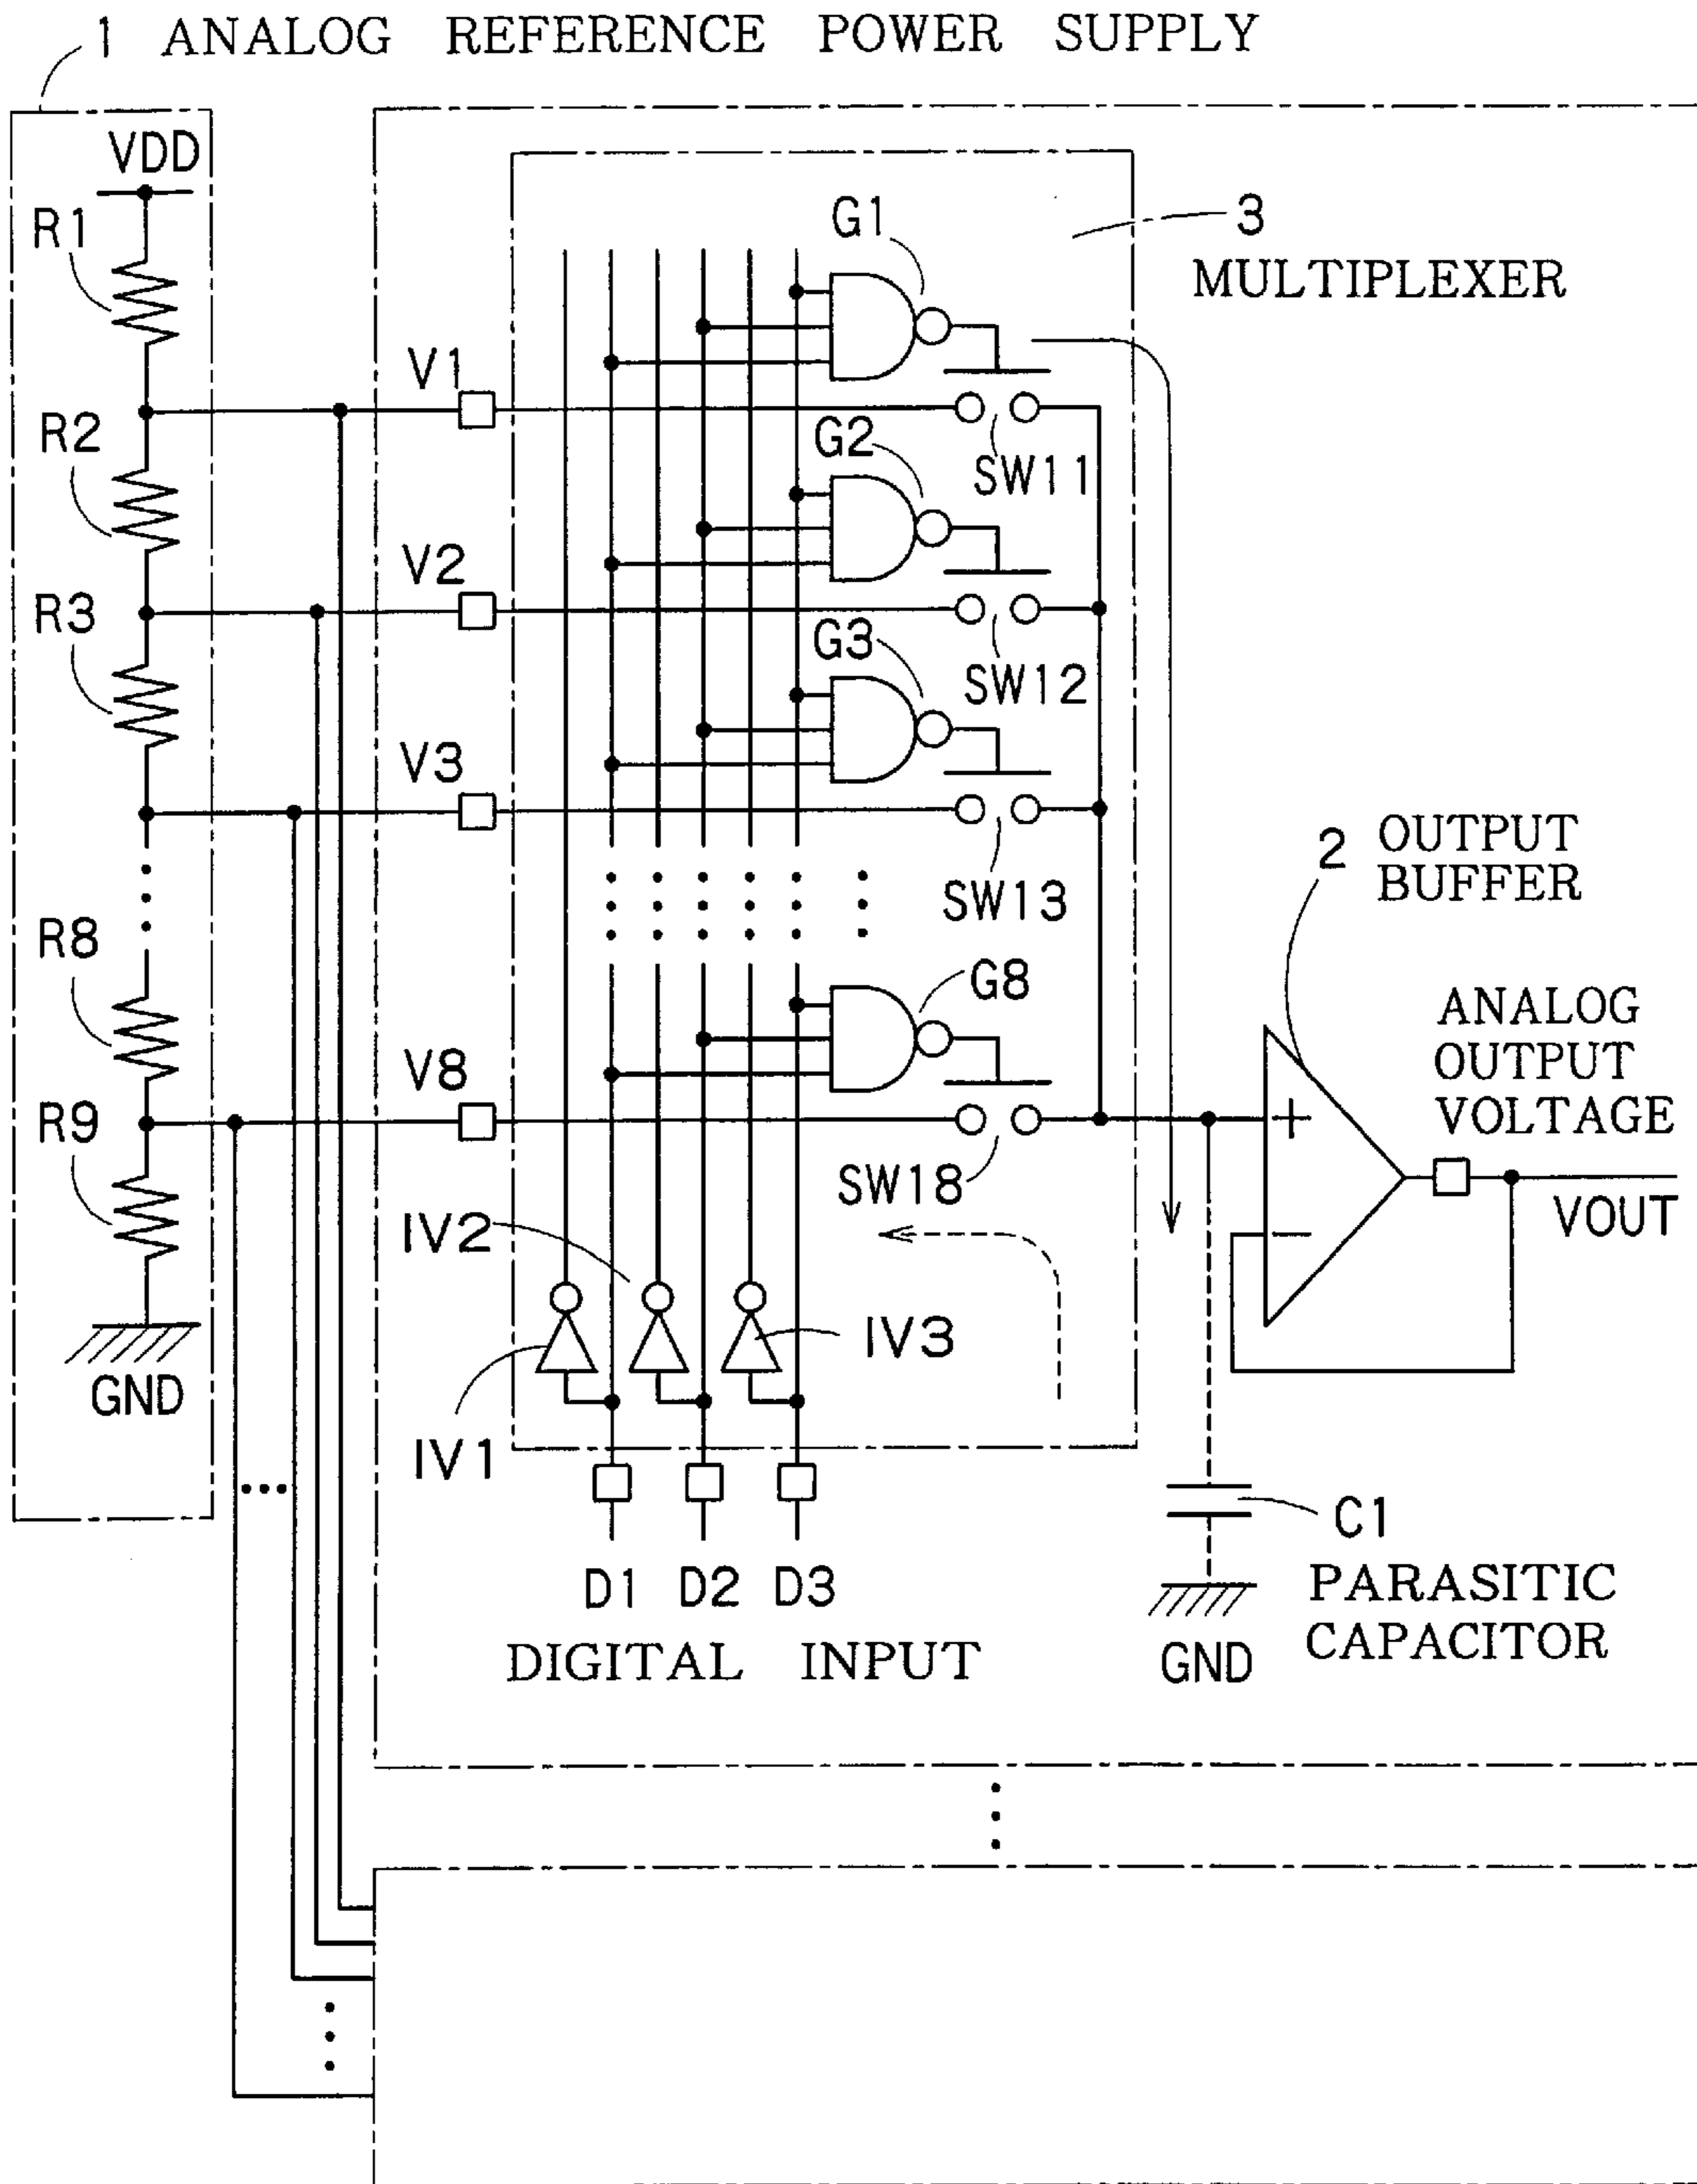 1 ANALOG REFERENCE POWER SUPPLY
VDD
R1
G1
3
MULTIPLEXER
V1
R2
G2
SW11
V2
R3
G3
SW12
V3
2 OUTPUT
BUFFER
SW13
R8
G8
ANALOG
OUTPUT
VOLTAGE
V8
R9
+
SW18
−
VOUT
IV2
IV3
GND
IV1
C1
D1 D2 D3
PARASITIC
CAPACITOR
DIGITAL INPUT
GND